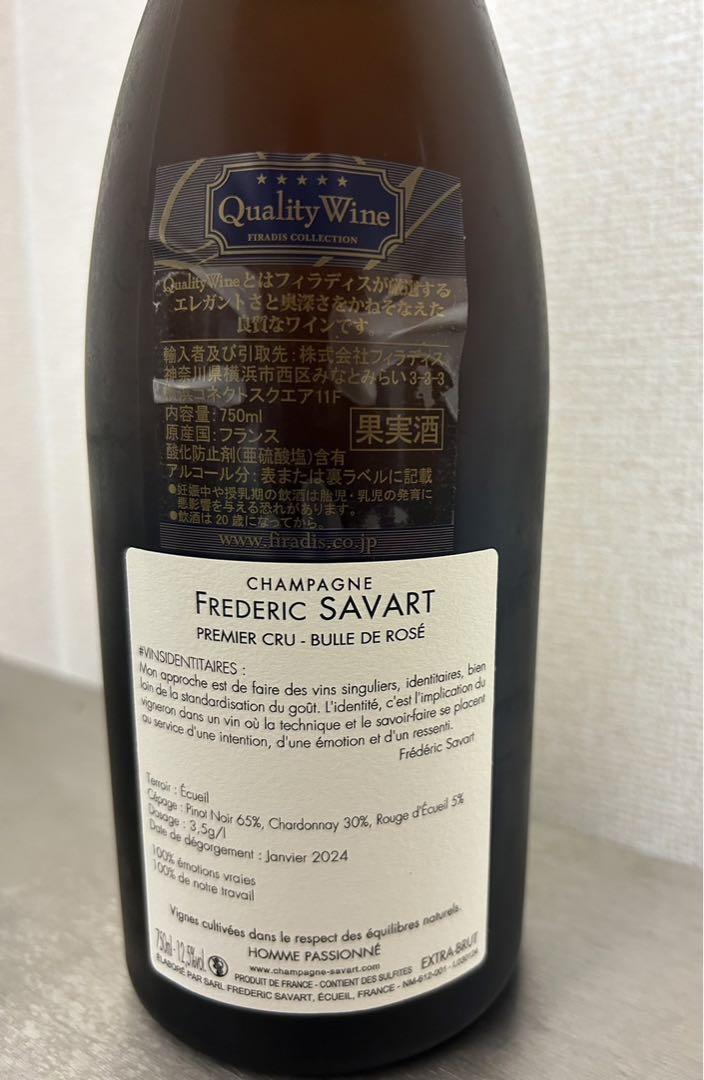 ★★★★★
Quality Wine
FIRADIS COLLECTION
QualityWineとはフィラディスが厳選する
エレガントさと奥深さをかねそなえた
良質なワインです。
輸入者及び引取先:株式会社フィラディス
神奈川県横浜市西区みなとみらい3-3-3
横浜コネクトスクエア11F
内容量:750ml
原産国:フランス
果実酒
酸化防止剤(亜硫酸塩)含有
アルコール分:表または裏ラベルに記載
●妊娠中や授乳期の飲酒は胎児・乳児の発育に
悪影響を与える恐れがあります。
●飲酒は20歳になってから。
www.firadis.co.jp
CHAMPAGNE
FREDERIC SAVART
PREMIER CRU - BULLE DE ROSÉ
#VINSIDENTITAIRES :
Mon approche est de faire des vins singuliers, identitaires, bien
loin de la standardisation du goût. L'identité, c'est l'implication du
vigneron dans un vin où la technique et le savoir-faire se placent
au service d'une intention, d'une émotion et d'un ressenti.
Frédéric Savart
Terroir : Écueil
Cépage : Pinot Noir 65%, Chardonnay 30%, Rouge d'Écueil 5%
Dosage : 3,5g/l
Date de dégorgement : Janvier 2024
100% émotions vraies
100% de notre travail
Vignes cultivées dans le respect des équilibres naturels.
HOMME PASSIONNÉ
750ml - 12,5%vol.
www.champagne-savart.com
EXTRA-BRUT
PRODUIT DE FRANCE - CONTIENT DES SULFITES
ÉLABORÉ PAR SARL FREDERIC SAVART, ÉCUEIL, FRANCE - NM-612-001 -